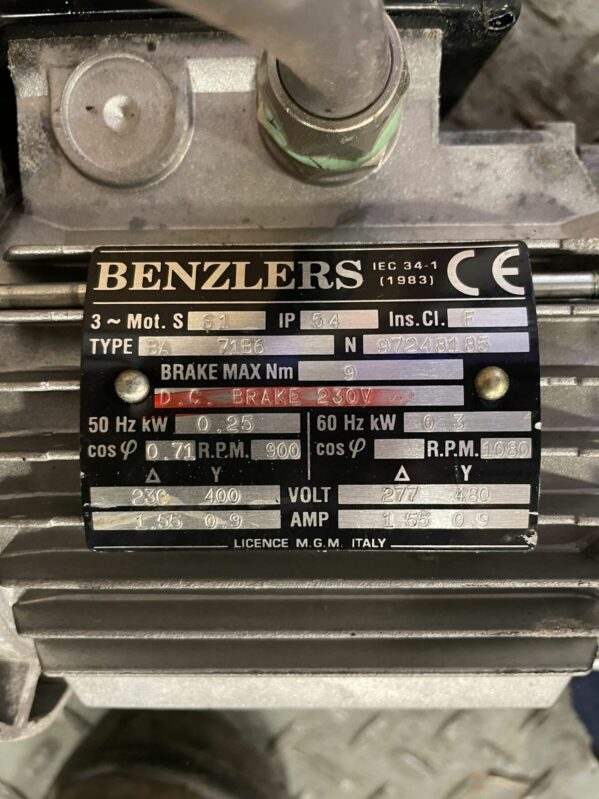 BENZLERS IEC 34-1 (1983) CE
3 ~ Mot. S S1 IP 54 Ins. Cl. F
TYPE BA 71B6 N 97248185
BRAKE MAX Nm 9
D.C. BRAKE 230V
50 Hz kW 0.25 60 Hz kW 0.3
cos φ 0.71 R.P.M. 900 cos φ R.P.M. 1080
Δ Y Δ Y
230 400 VOLT 277 480
1.55 0.9 AMP 1.55 0.9
LICENCE M.G.M. ITALY